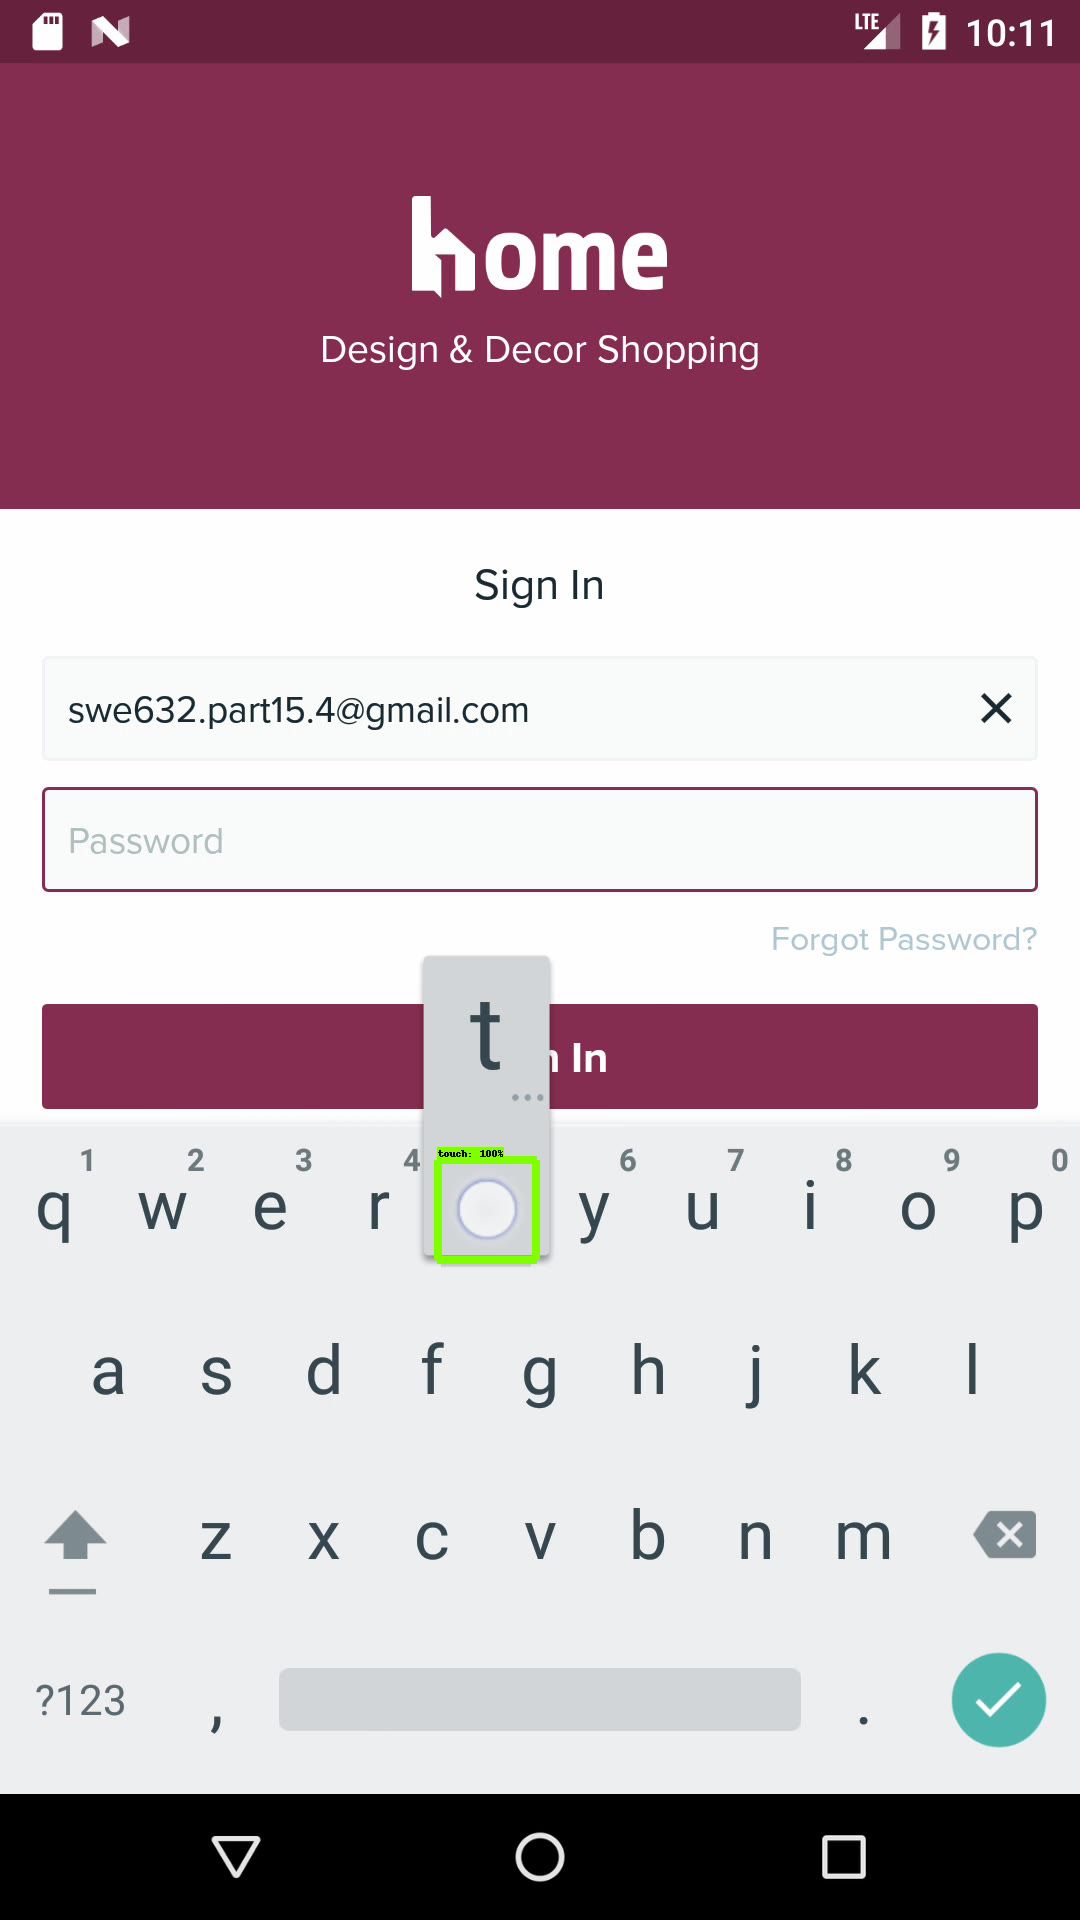 LTE 10:11
home
Design & Decor Shopping
Sign In
swe632.part15.4@gmail.com
Password
Forgot Password?
t
n In
...
touch: 100%
1 2 3 4 6 7 8 9 0
q w e r y u i o p
a s d f g h j k l
z x c v b n m
?123 , .